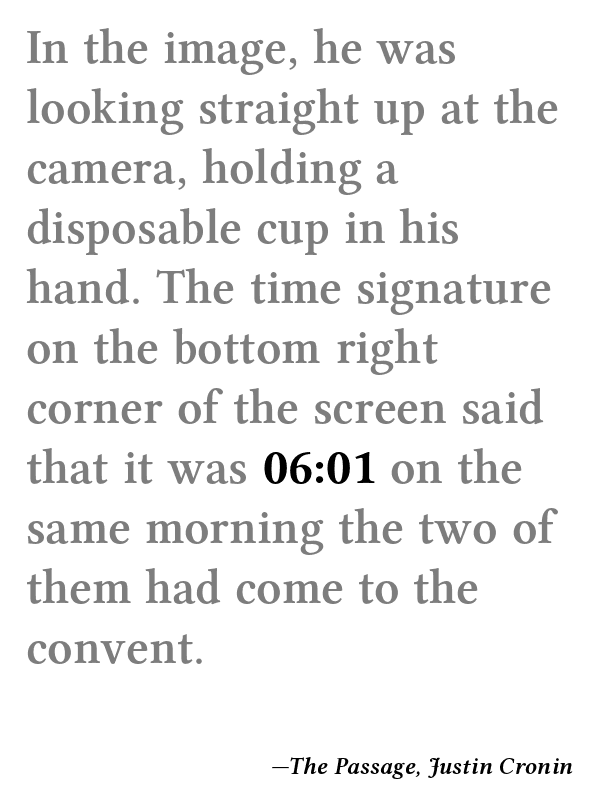 In the image, he was
looking straight up at the
camera, holding a
disposable cup in his
hand. The time signature
on the bottom right
corner of the screen said
that it was 06:01 on the
same morning the two of
them had come to the
convent.
—The Passage, Justin Cronin